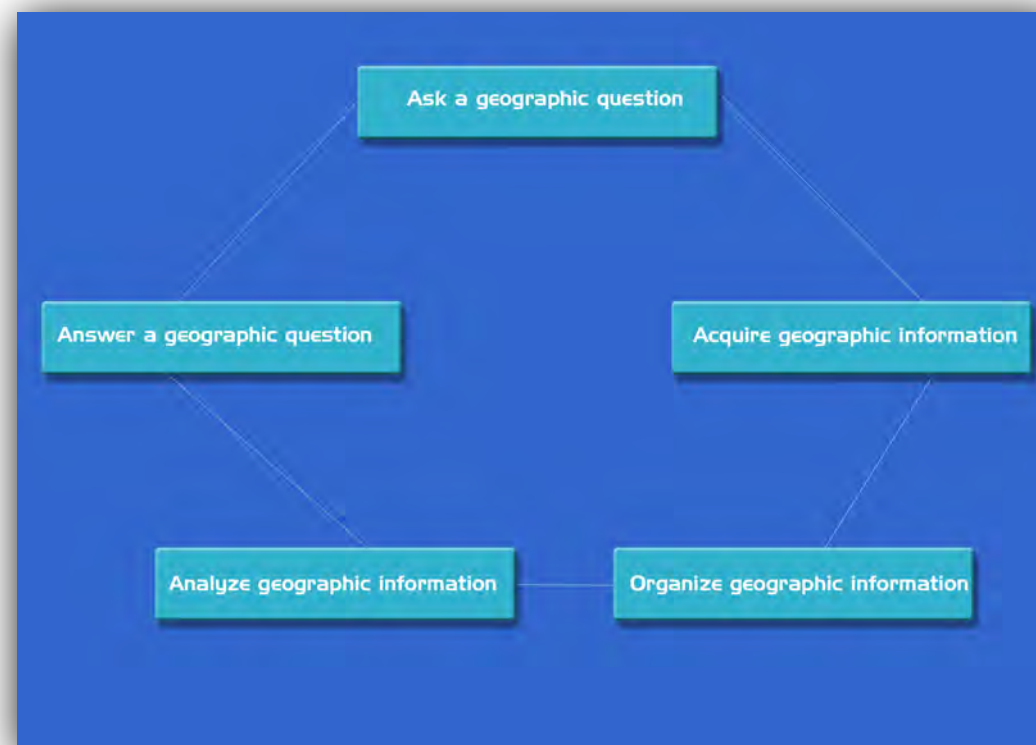 Ask a geographic question
Answer a geographic question
Acquire geographic information
Analyze geographic information
Organize geographic information